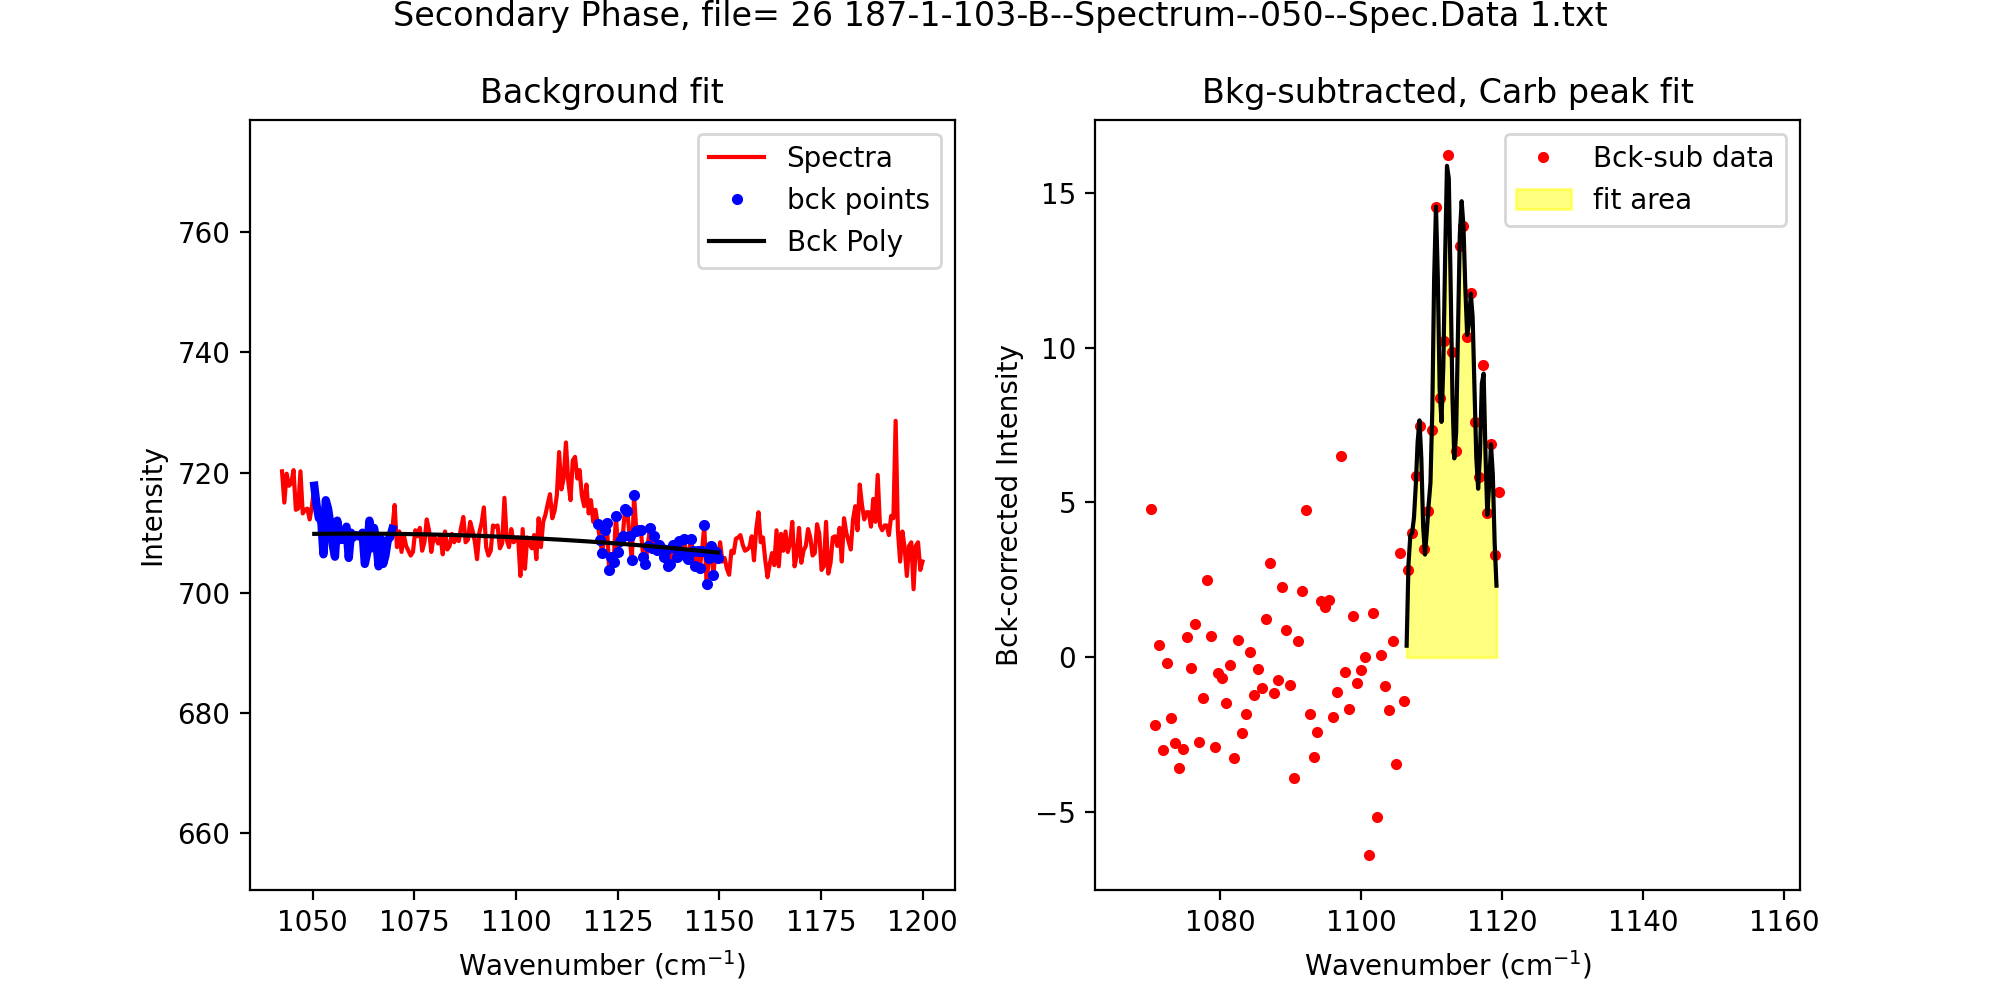 Secondary Phase, file= 26 187-1-103-B--Spectrum--050--Spec.Data 1.txt
Background fit
Spectra
bck points
Bck Poly
Intensity
760
740
720
700
680
660
1050 1075 1100 1125 1150 1175 1200
Wavenumber (cm⁻¹)
Bkg-subtracted, Carb peak fit
Bck-sub data
fit area
Bck-corrected Intensity
15
10
5
0
−5
1080 1100 1120 1140 1160
Wavenumber (cm⁻¹)